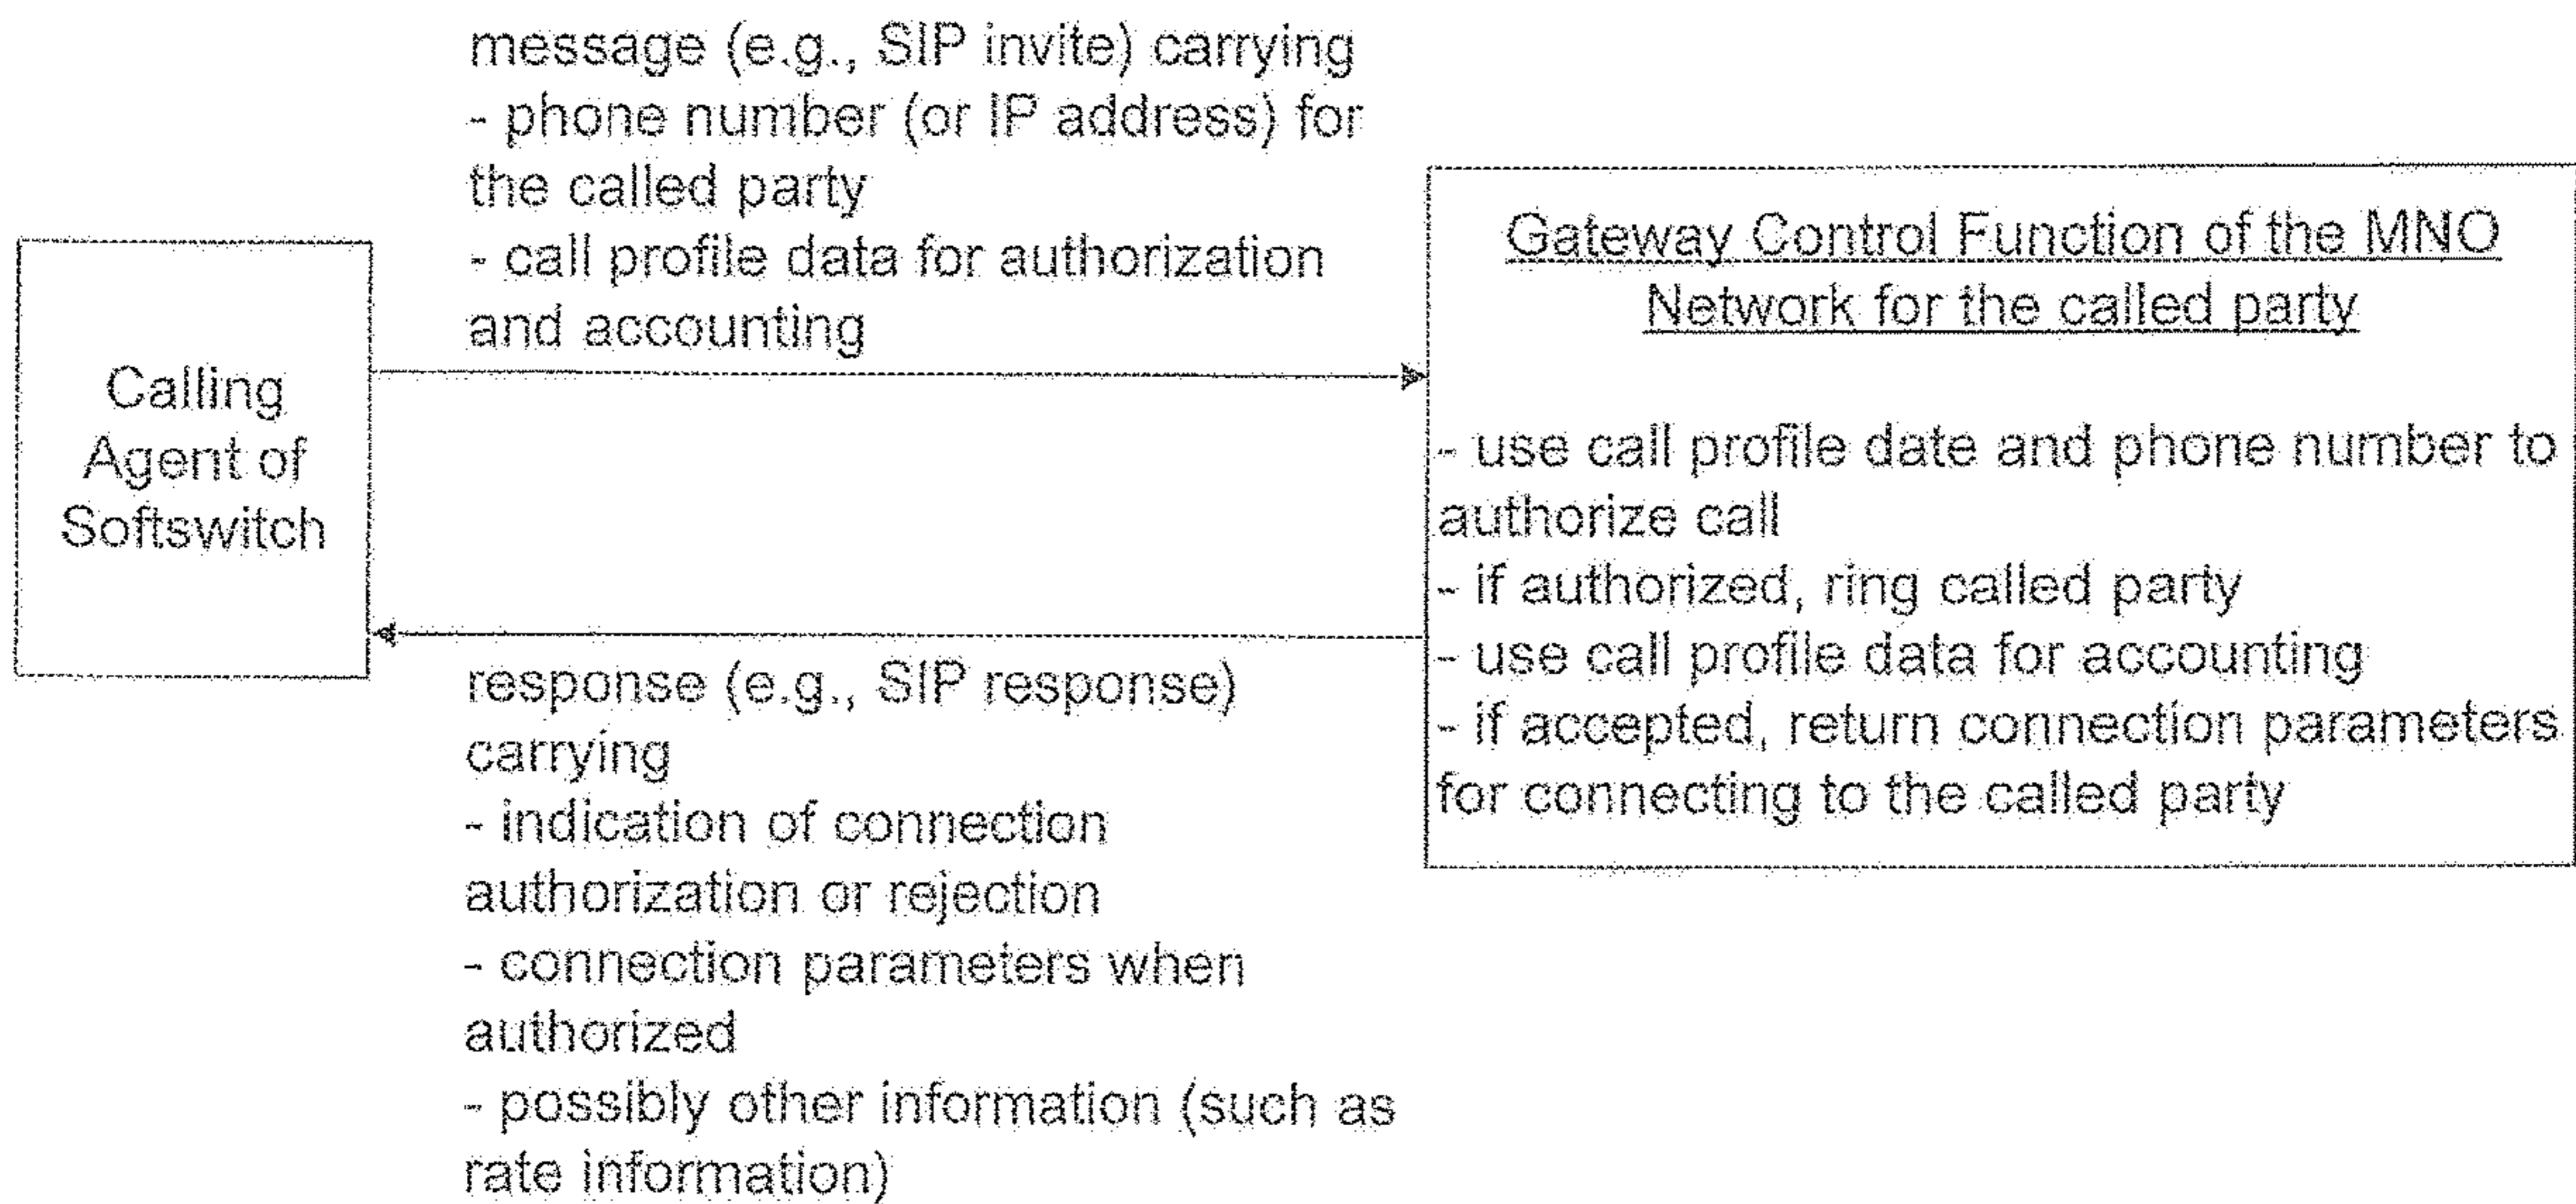 message (e.g., SIP invite) carrying
- phone number (or IP address) for
the called party
- call profile data for authorization
and accounting
Calling
Agent of
Softswitch
Gateway Control Function of the MNO
Network for the called party
- use call profile date and phone number to
authorize call
- if authorized, ring called party
- use call profile data for accounting
- if accepted, return connection parameters
for connecting to the called party
response (e.g., SIP response)
carrying
- indication of connection
authorization or rejection
- connection parameters when
authorized
- possibly other information (such as
rate information)